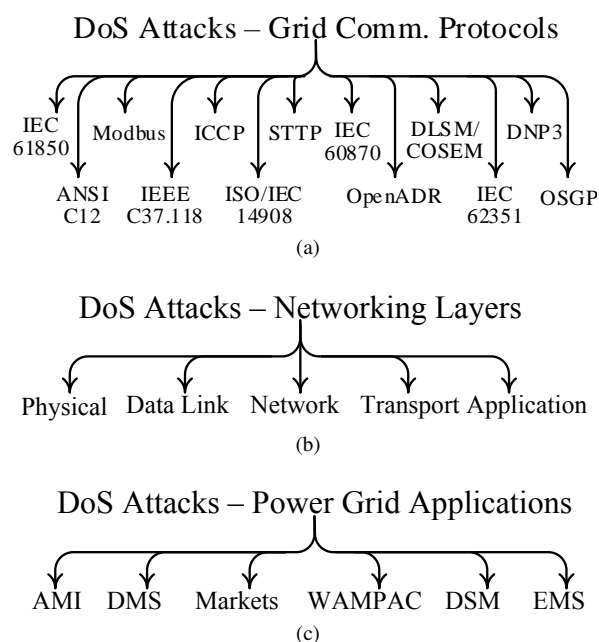 DoS Attacks – Grid Comm. Protocols
IEC
61850
Modbus
ICCP
STTP
IEC
60870
DLSM/
COSEM
DNP3
ANSI
C12
IEEE
C37.118
ISO/IEC
14908
OpenADR
IEC
62351
OSGP
(a)
DoS Attacks – Networking Layers
Physical Data Link Network Transport Application
(b)
DoS Attacks – Power Grid Applications
AMI DMS Markets WAMPAC DSM EMS
(c)